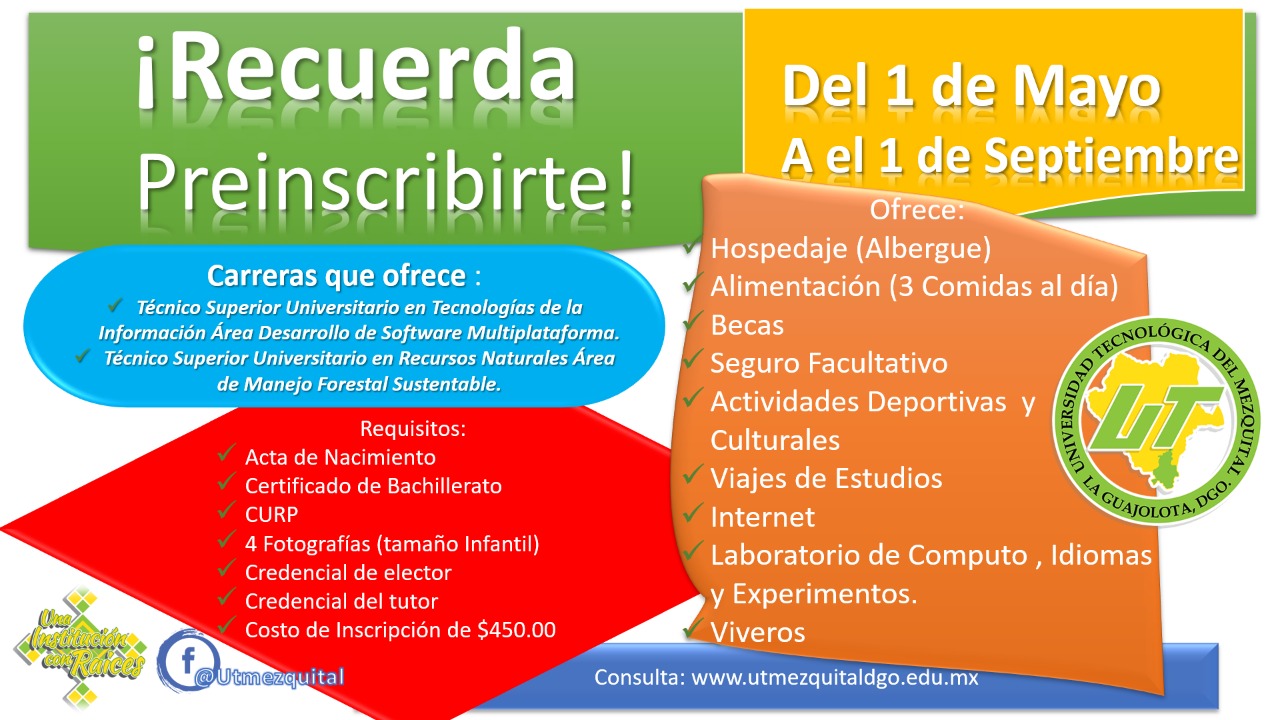 ¡Recuerda
Preinscribirte!
Del 1 de Mayo
A el 1 de Septiembre
Carreras que ofrece :
Técnico Superior Universitario en Tecnologías de la
Información Área Desarrollo de Software Multiplataforma.
Técnico Superior Universitario en Recursos Naturales Área
de Manejo Forestal Sustentable.
Requisitos:
Acta de Nacimiento
Certificado de Bachillerato
CURP
4 Fotografías (tamaño Infantil)
Credencial de elector
Credencial del tutor
Costo de Inscripción de $450.00
Ofrece:
Hospedaje (Albergue)
Alimentación (3 Comidas al día)
Becas
Seguro Facultativo
Actividades Deportivas y
Culturales
Viajes de Estudios
Internet
Laboratorio de Computo , Idiomas
y Experimentos.
Viveros
UNIVERSIDAD TECNOLÓGICA DEL MEZQUITAL
UT
LA GUAJOLOTA, DGO.
Una
Institución
con Raíces
f
@Utmezquital
Consulta: www.utmezquitaldgo.edu.mx